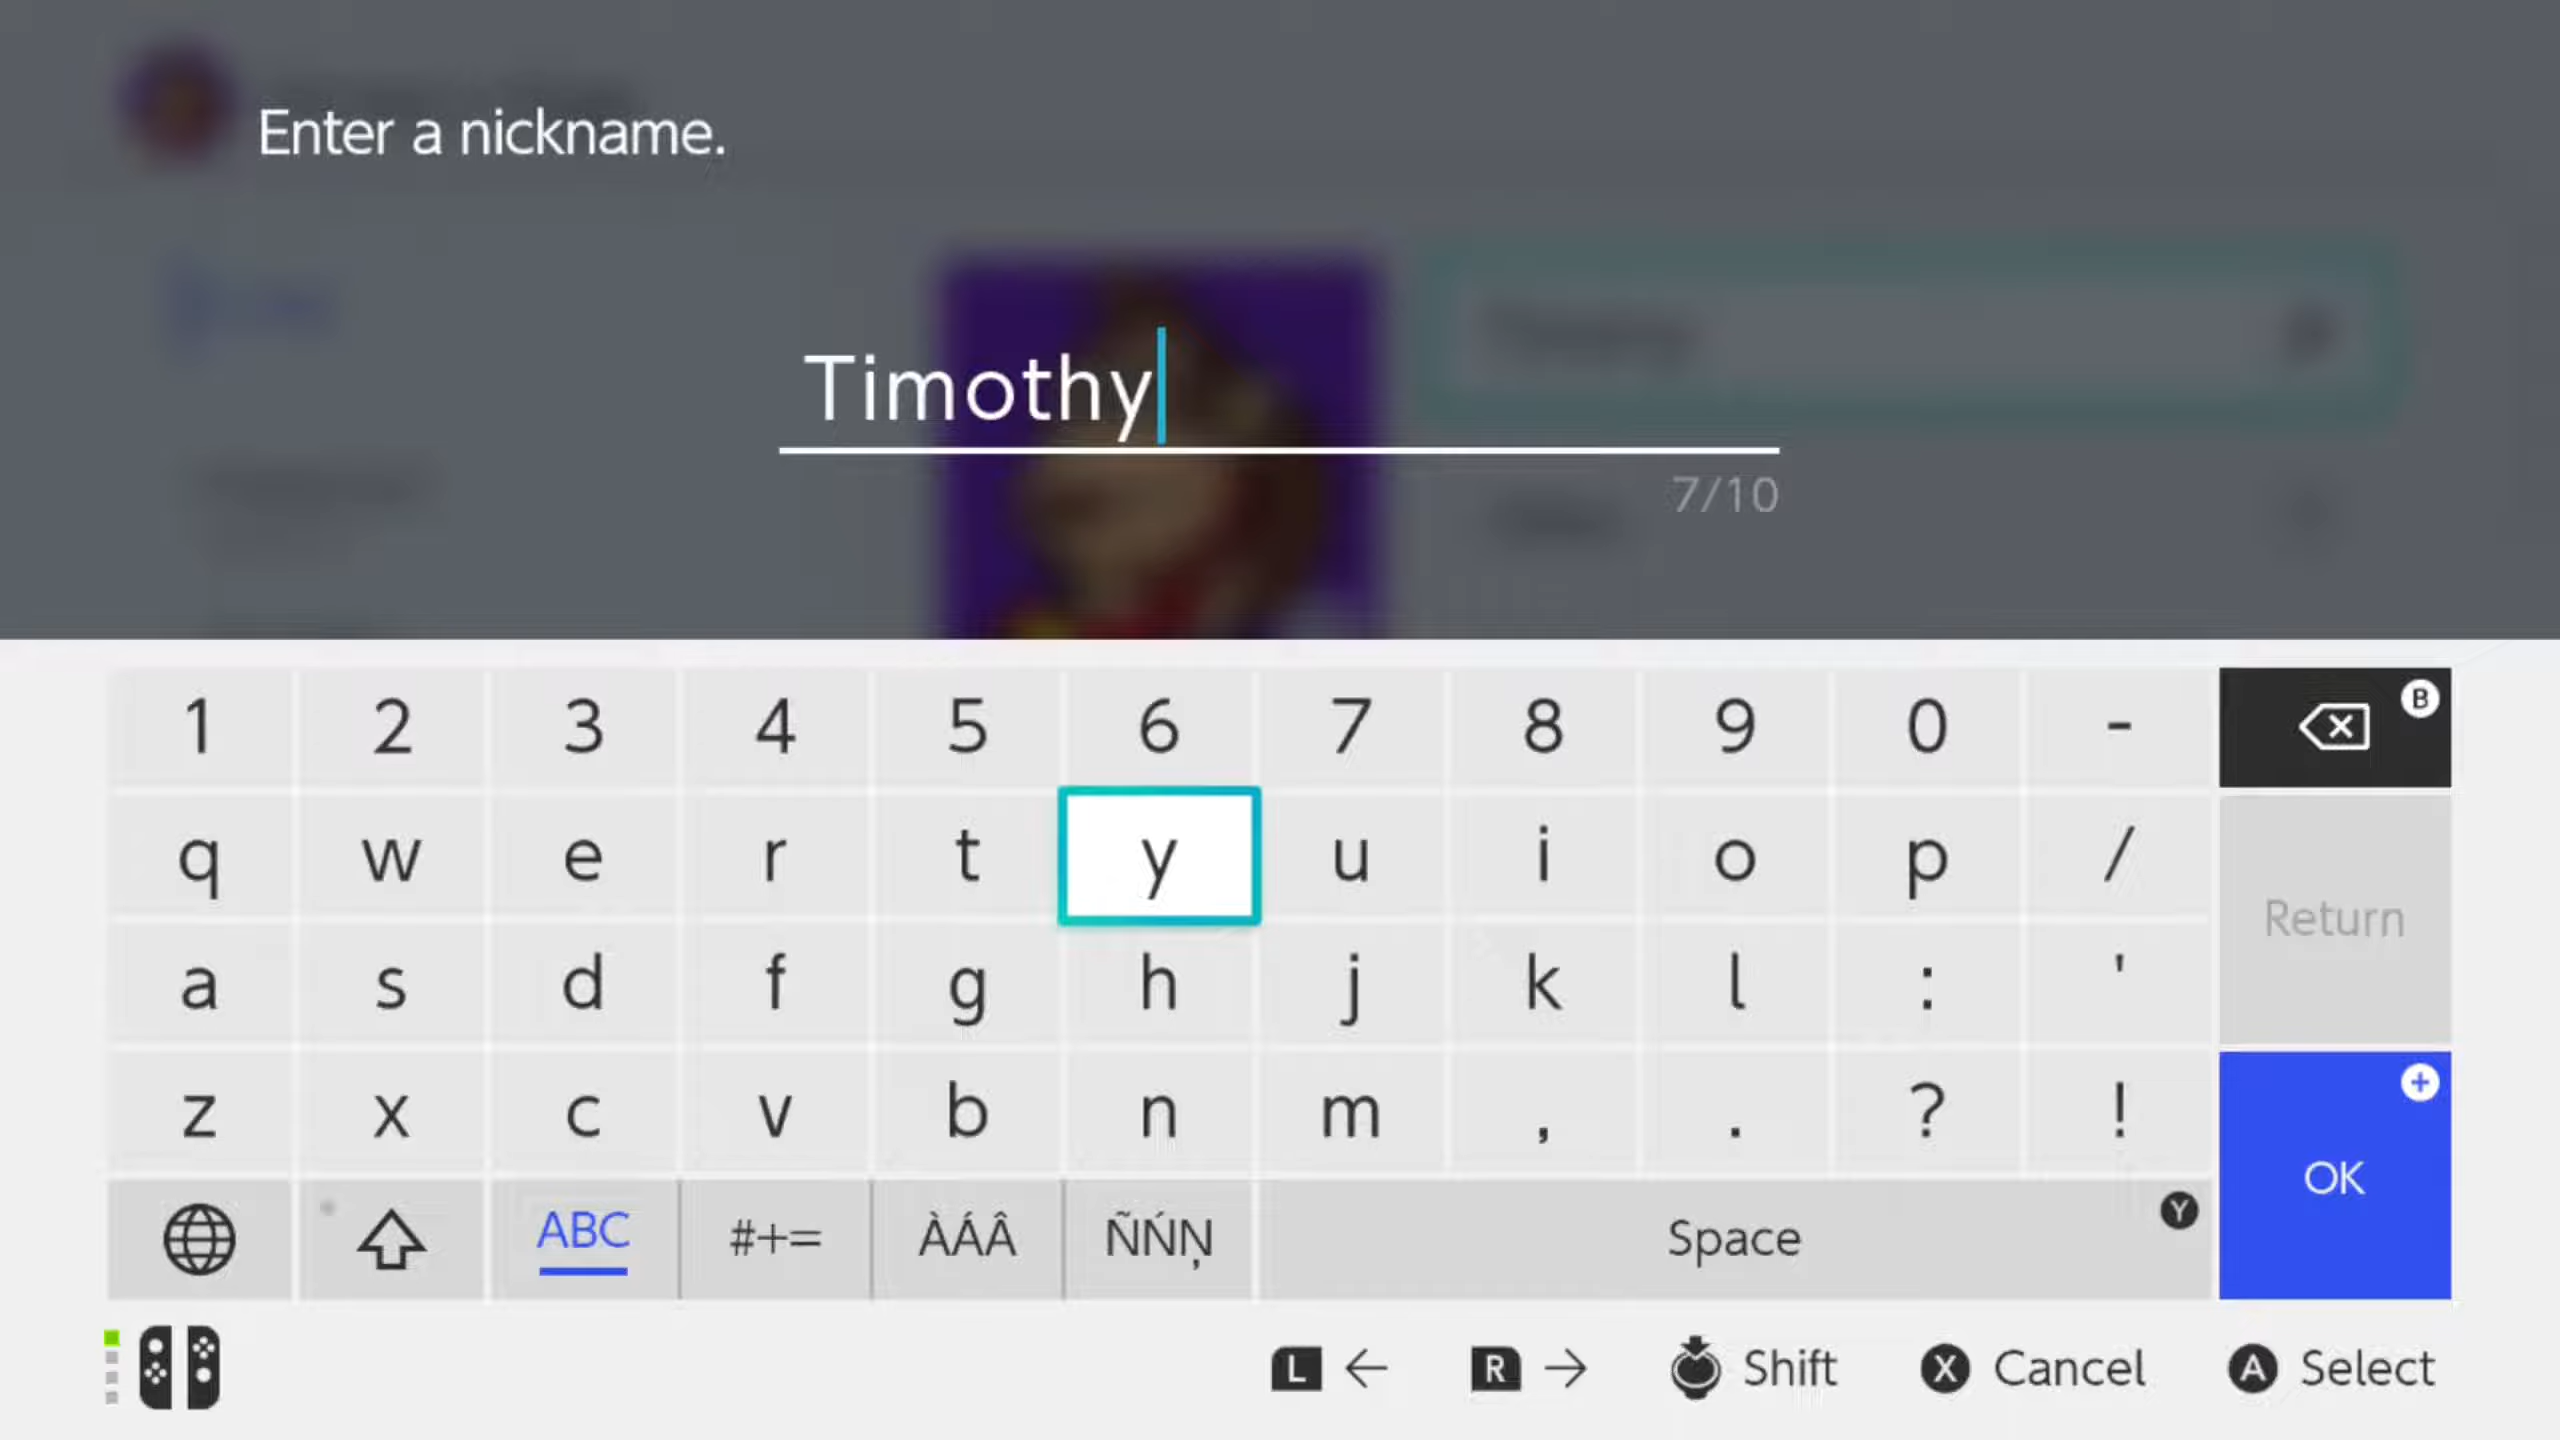 Enter a nickname.
Timothy
7/10
1 2 3 4 5 6 7 8 9 0 - B
q w e r t y u i o p /
Return
a s d f g h j k l : '
z x c v b n m , . ? ! +
OK
ABC #+= ÀÁÂ ÑŃŅ Space Y
L ← R → Shift X Cancel A Select